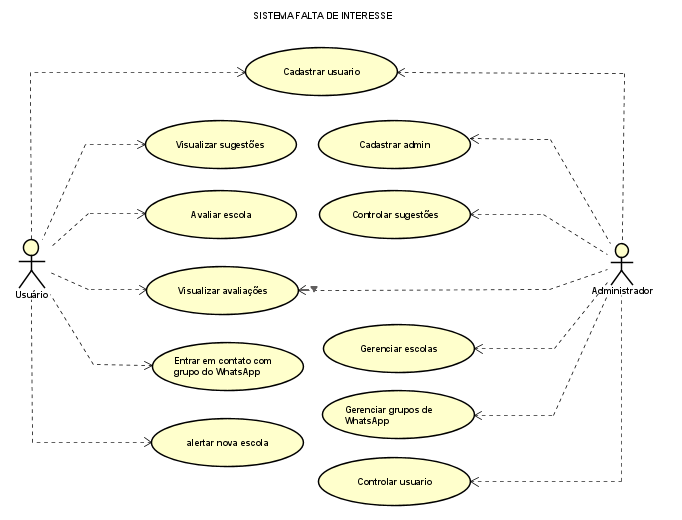 SISTEMA FALTA DE INTERESSE
Cadastrar usuario
Visualizar sugestões
Cadastrar admin
Avaliar escola
Controlar sugestões
Usuário
Administrador
Visualizar avaliações
Gerenciar escolas
Entrar em contato com
grupo do WhatsApp
Gerenciar grupos de
WhatsApp
alertar nova escola
Controlar usuario